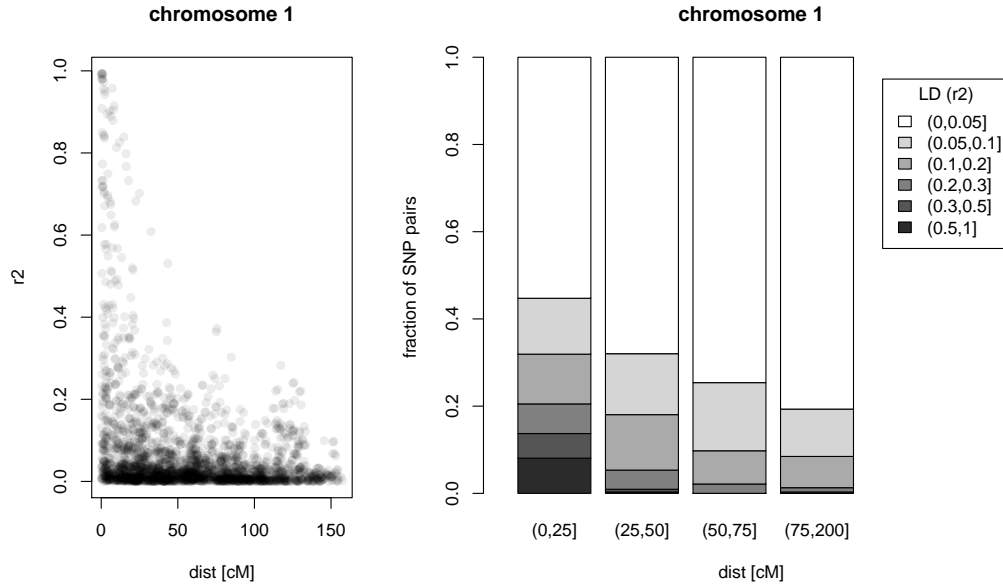 chromosome 1
r2
1.0
0.8
0.6
0.4
0.2
0.0
0 50 100 150
dist [cM]
chromosome 1
fraction of SNP pairs
1.0
0.8
0.6
0.4
0.2
0.0
(0,25] (25,50] (50,75] (75,200]
dist [cM]
LD (r2)
(0,0.05]
(0.05,0.1]
(0.1,0.2]
(0.2,0.3]
(0.3,0.5]
(0.5,1]